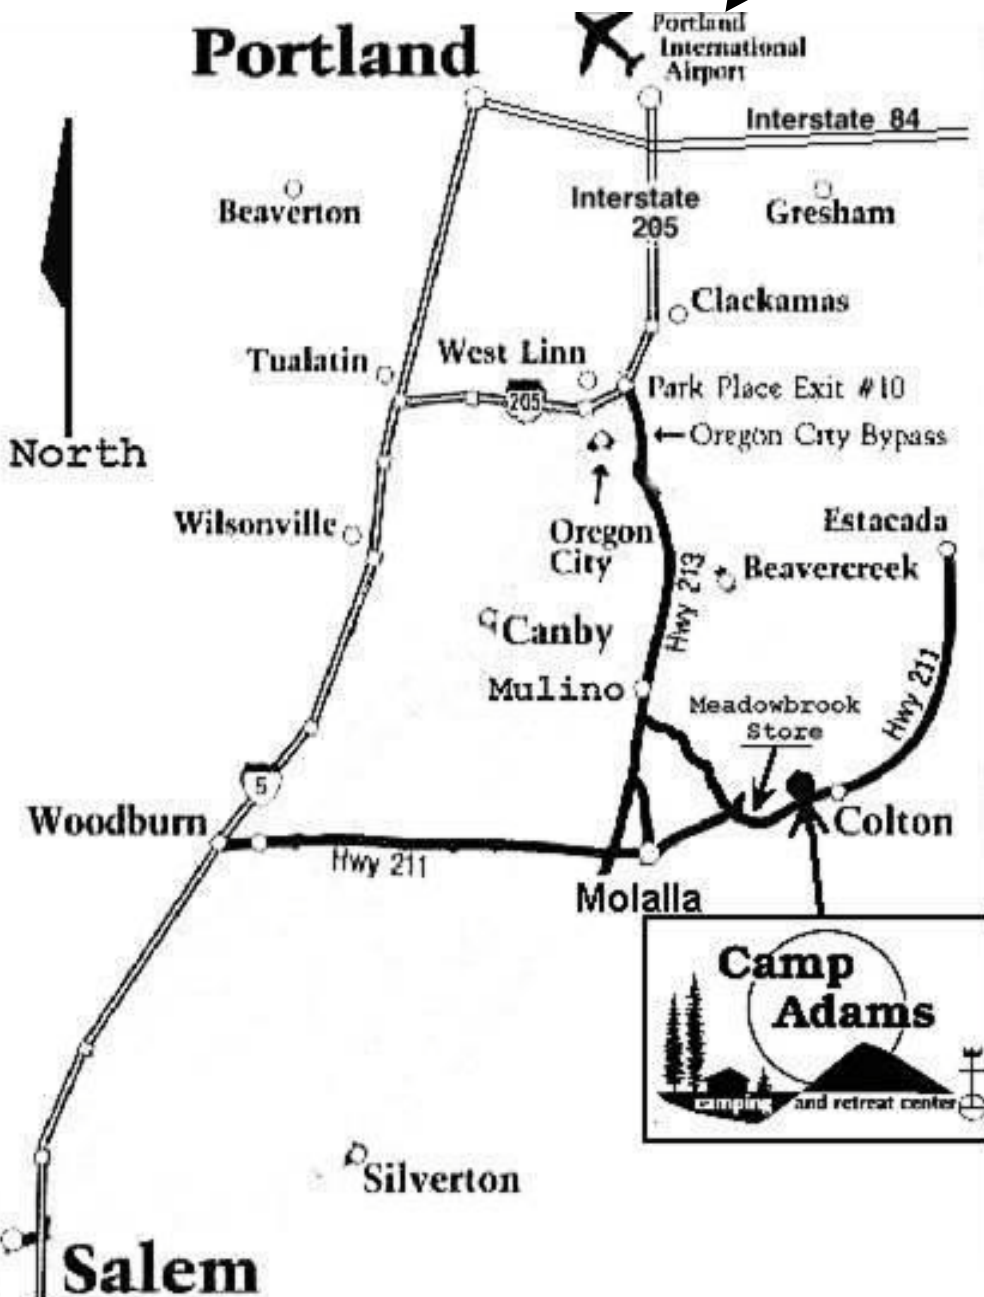 Portland
Portland
International
Airport
Interstate 84
Beaverton
Interstate
205
Gresham
Clackamas
Tualatin
West Linn
205
Park Place Exit #10
Oregon City Bypass
North
Wilsonville
Oregon
City
Estacada
Beavercreek
Hwy 213
Canby
Mulino
Meadowbrook
Store
Hwy 211
5
Woodburn
Colton
Hwy 211
Molalla
Camp
Adams
camping and retreat center
Silverton
Salem